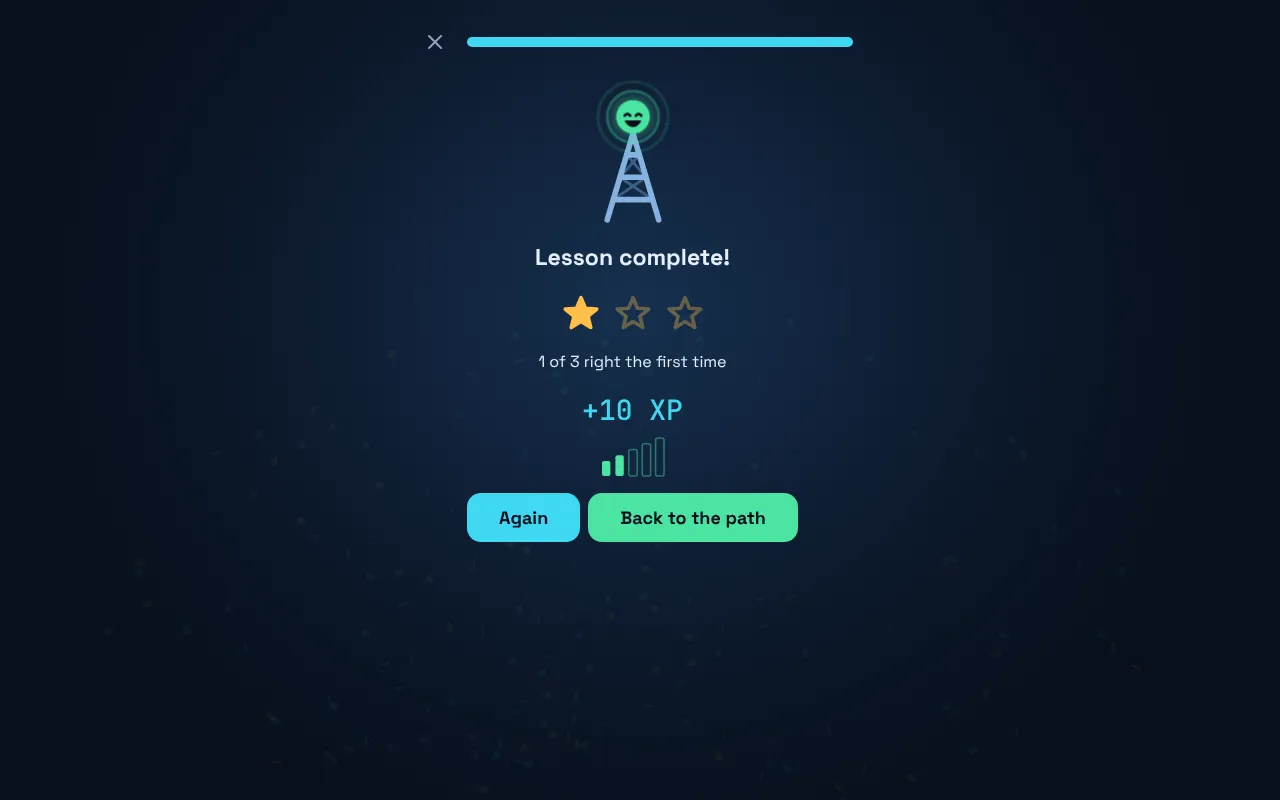 Lesson complete!
1 of 3 right the first time
+10 XP
Again
Back to the path